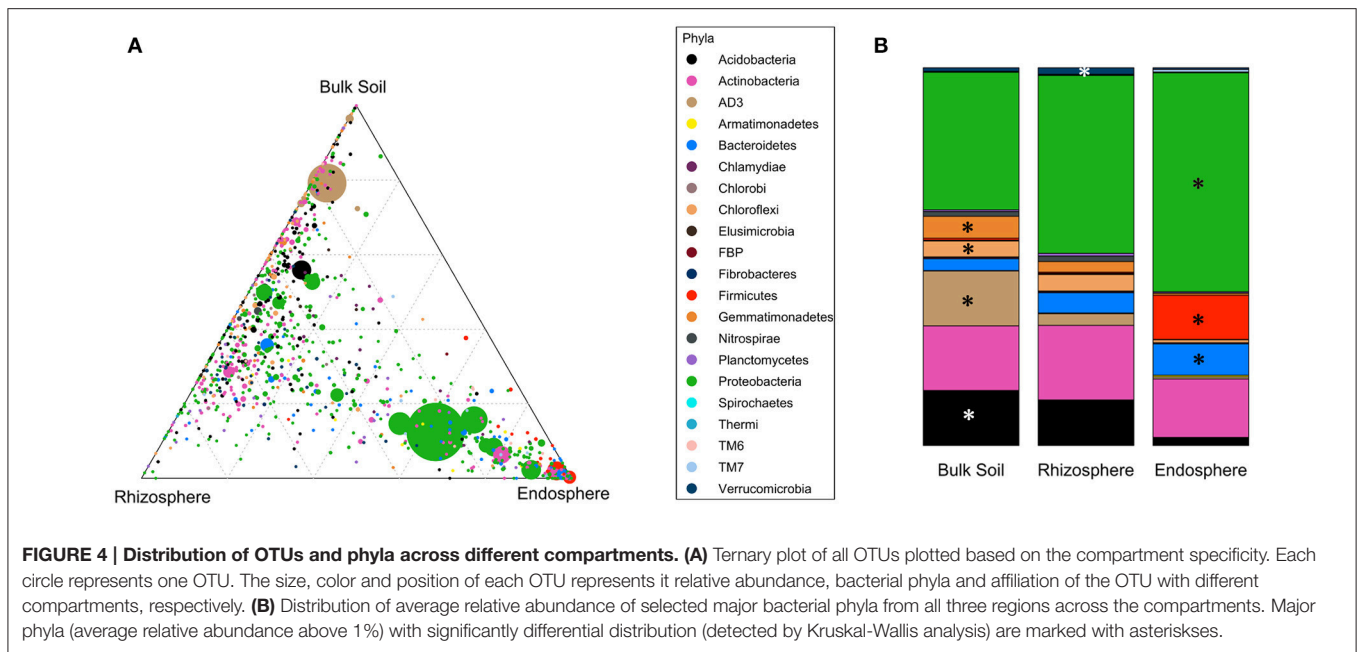 A
Bulk Soil
Rhizosphere
Endosphere
Phyla
Acidobacteria
Actinobacteria
AD3
Armatimonadetes
Bacteroidetes
Chlamydiae
Chlorobi
Chloroflexi
Elusimicrobia
FBP
Fibrobacteres
Firmicutes
Gemmatimonadetes
Nitrospirae
Planctomycetes
Proteobacteria
Spirochaetes
Thermi
TM6
TM7
Verrucomicrobia
B
*
*
*
*
*
*
*
*
Bulk Soil
Rhizosphere
Endosphere
FIGURE 4 | Distribution of OTUs and phyla across different compartments. (A) Ternary plot of all OTUs plotted based on the compartment specificity. Each
circle represents one OTU. The size, color and position of each OTU represents it relative abundance, bacterial phyla and affiliation of the OTU with different
compartments, respectively. (B) Distribution of average relative abundance of selected major bacterial phyla from all three regions across the compartments. Major
phyla (average relative abundance above 1%) with significantly differential distribution (detected by Kruskal-Wallis analysis) are marked with asteriskses.